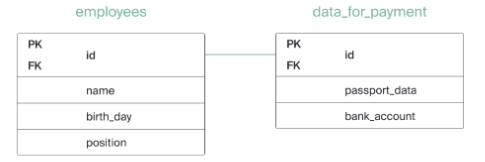 employees
PK
FK
id
name
birth_day
position
data_for_payment
PK
FK
id
passport_data
bank_account